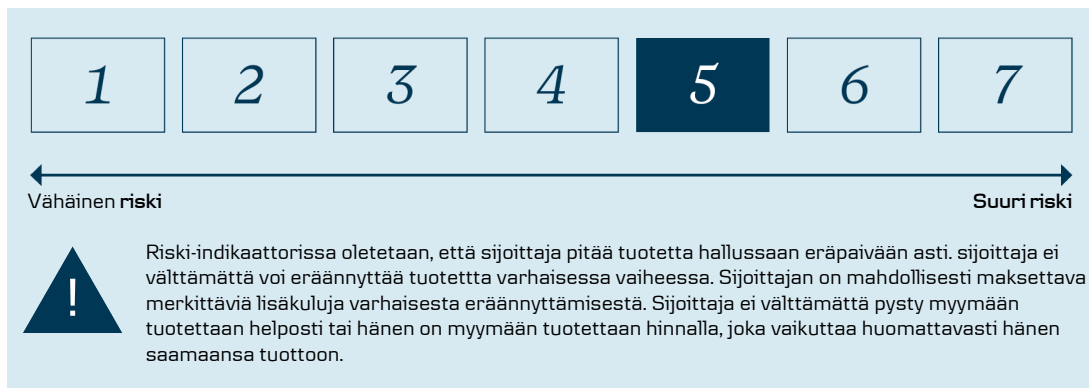 1 2 3 4 5 6 7
Vähäinen riski Suuri riski
Riski-indikaattorissa oletetaan, että sijoittaja pitää tuotetta hallussaan eräpaivään asti. sijoittaja ei
välttämättä voi eräännyttää tuotettta varhaisessa vaiheessa. Sijoittajan on mahdollisesti maksettava
merkittäviä lisäkuluja varhaisesta eräännyttämisestä. Sijoittaja ei välttämättä pysty myymään
tuotettaan helposti tai hänen on myymään tuotettaan hinnalla, joka vaikuttaa huomattavasti hänen
saamaansa tuottoon.
!